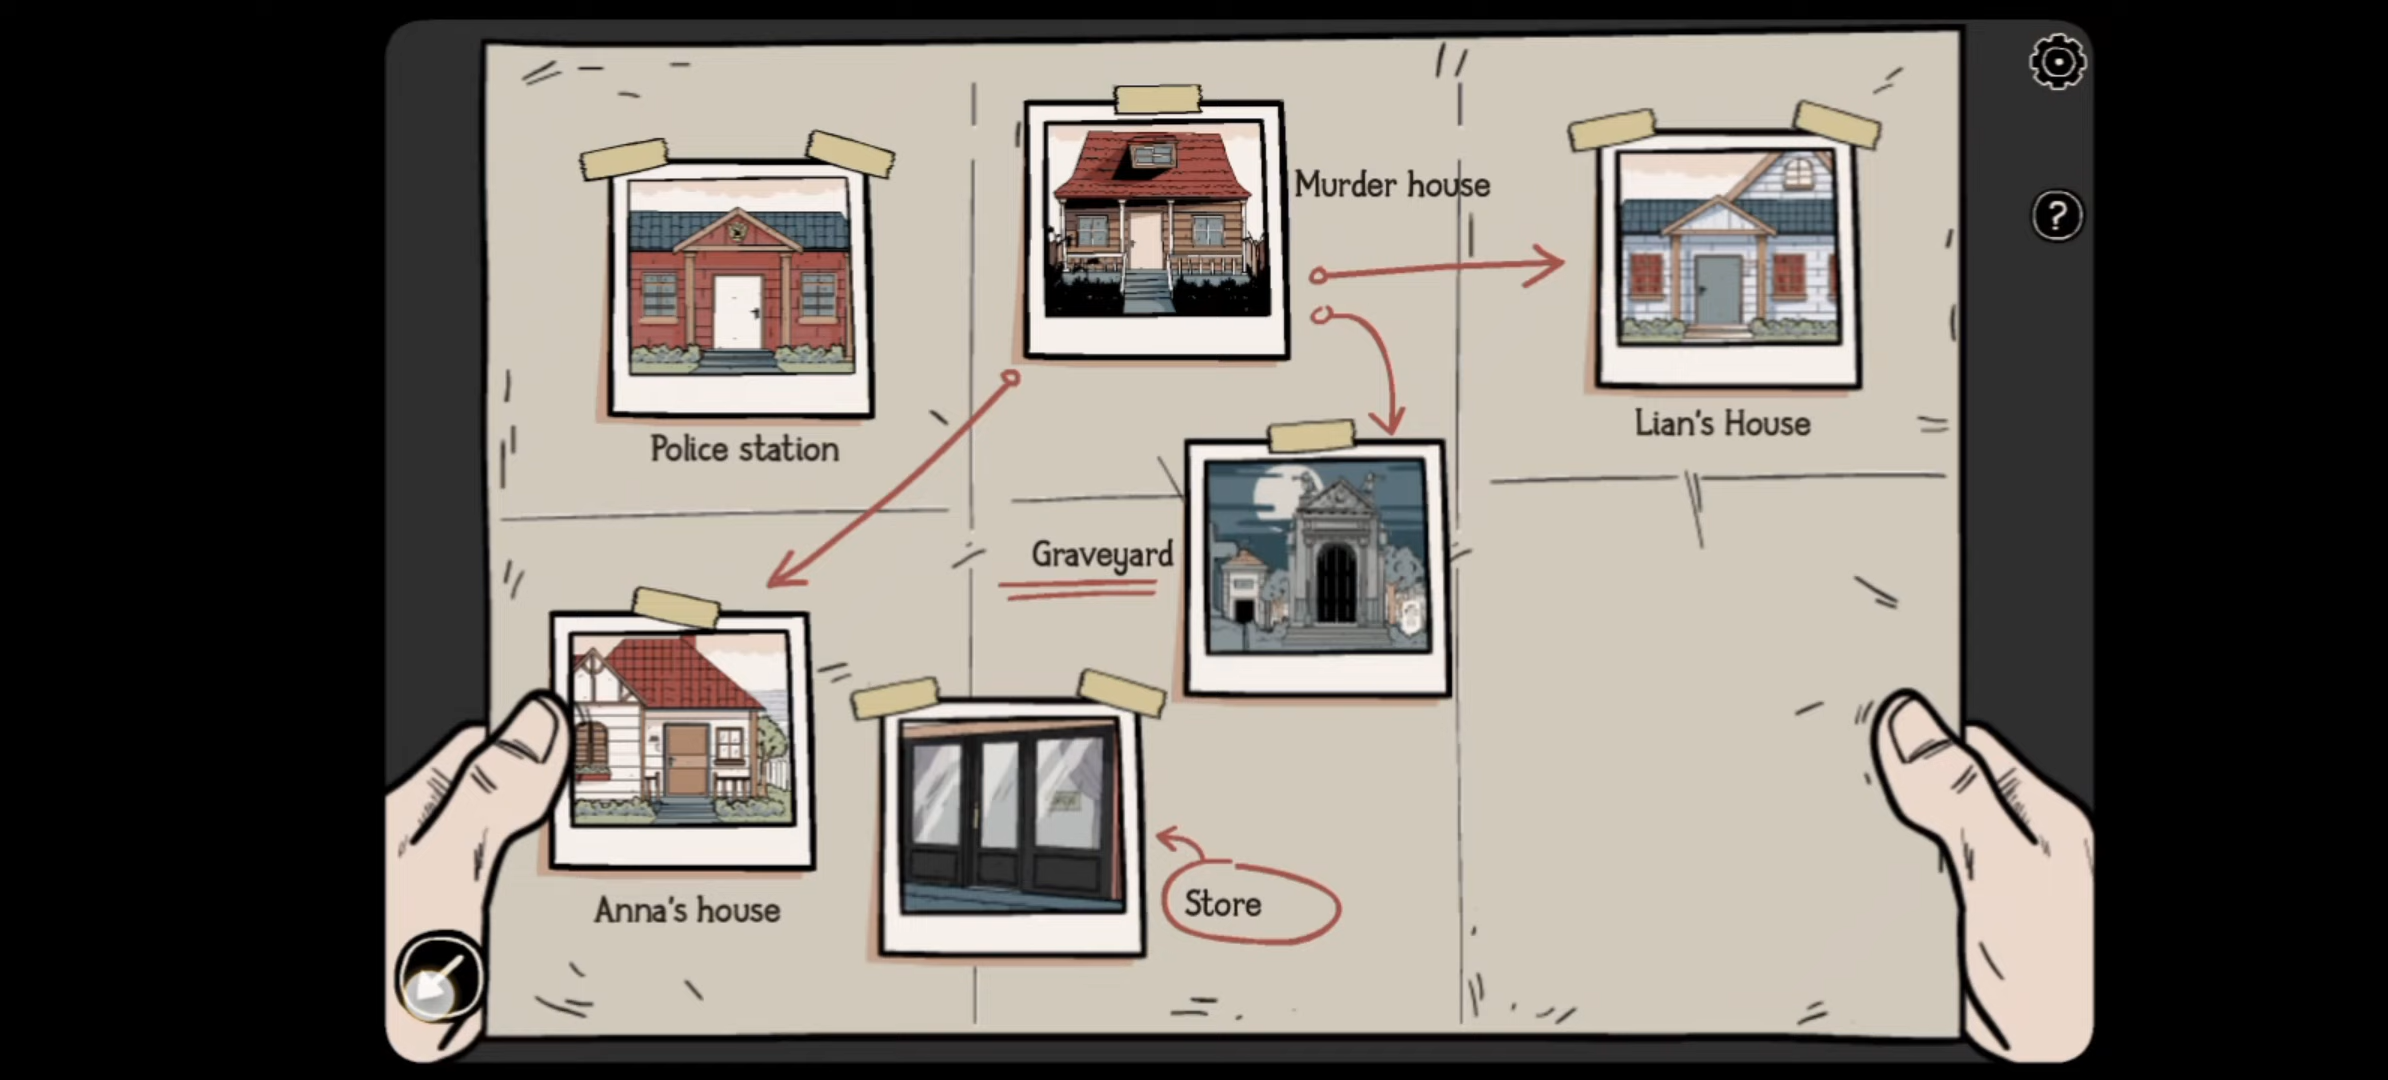 Murder house
Police station
Lian's House
Graveyard
Anna's house
Store
?